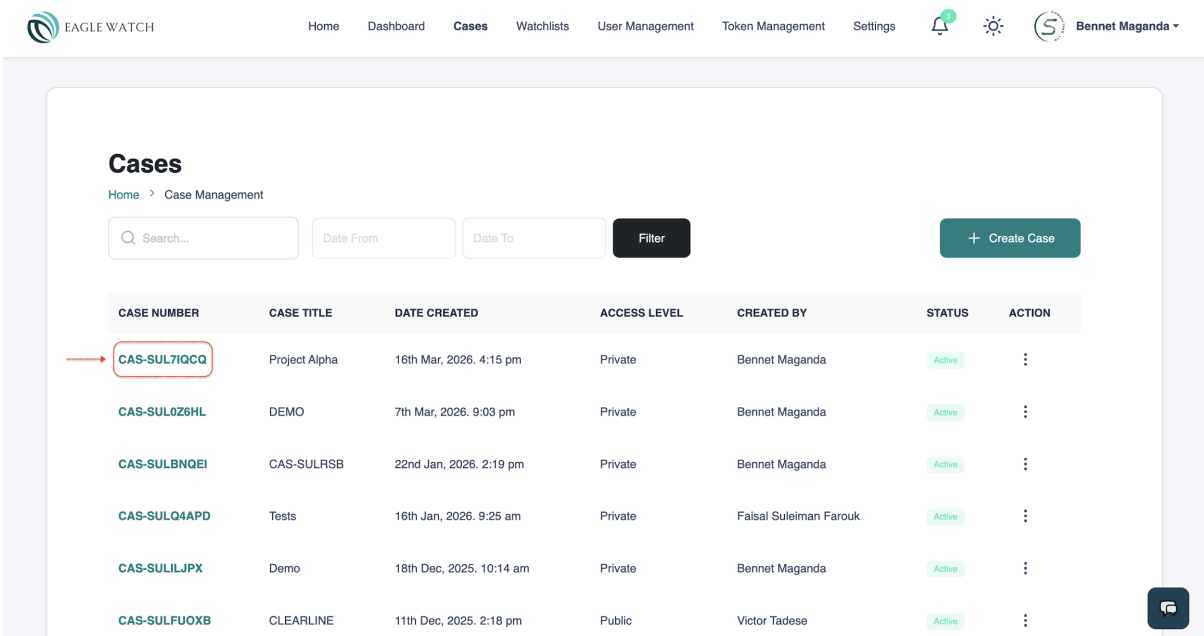 EAGLE WATCH Home Dashboard Cases Watchlists User Management Token Management Settings 3 Bennet Maganda
Cases
Home > Case Management
Search... Date From Date To Filter + Create Case
CASE NUMBER CASE TITLE DATE CREATED ACCESS LEVEL CREATED BY STATUS ACTION
CAS-SUL7IQCQ Project Alpha 16th Mar, 2026. 4:15 pm Private Bennet Maganda Active
CAS-SUL0Z6HL DEMO 7th Mar, 2026. 9:03 pm Private Bennet Maganda Active
CAS-SULBNQEI CAS-SULRSB 22nd Jan, 2026. 2:19 pm Private Bennet Maganda Active
CAS-SULQ4APD Tests 16th Jan, 2026. 9:25 am Private Faisal Suleiman Farouk Active
CAS-SULILJPX Demo 18th Dec, 2025. 10:14 am Private Bennet Maganda Active
CAS-SULFUOXB CLEARLINE 11th Dec, 2025. 2:18 pm Public Victor Tadese Active